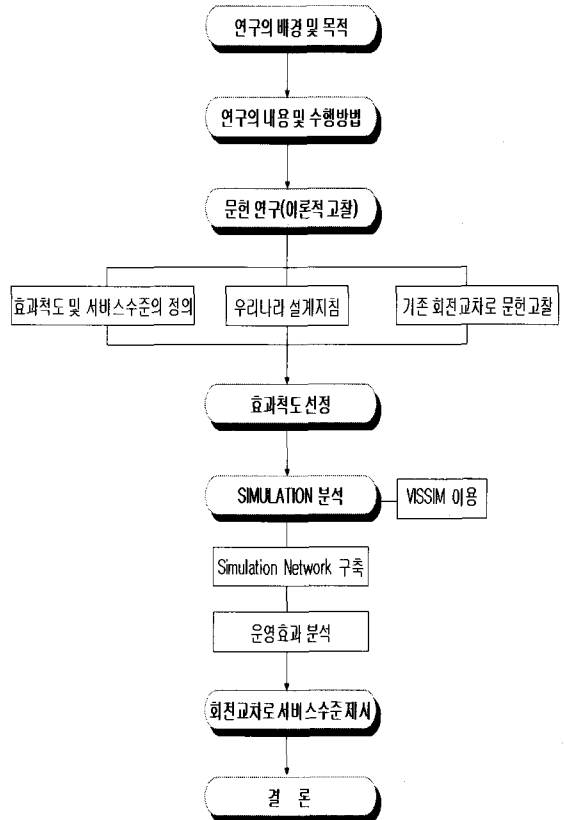 연구의 배경 및 목적
연구의 내용 및 수행방법
문헌 연구(이론적 고찰)
효과척도 및 서비스수준의 정의
우리나라 설계지침
기존 회전교차로 문헌고찰
효과척도 선정
SIMULATION 분석
VISSIM 이용
Simulation Network 구축
운영효과 분석
회전교차로 서비스수준 제시
결 론